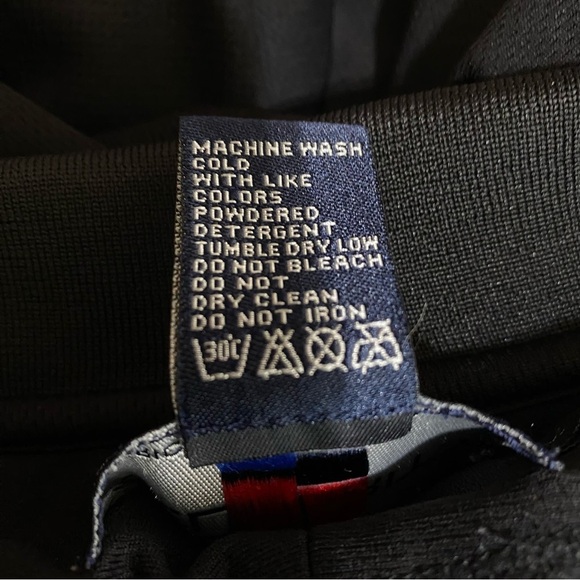 MACHINE WASH
COLD
WITH LIKE
COLORS
POWDERED
DETERGENT
TUMBLE DRY LOW
DO NOT BLEACH
DO NOT
DRY CLEAN
DO NOT IRON
30°C